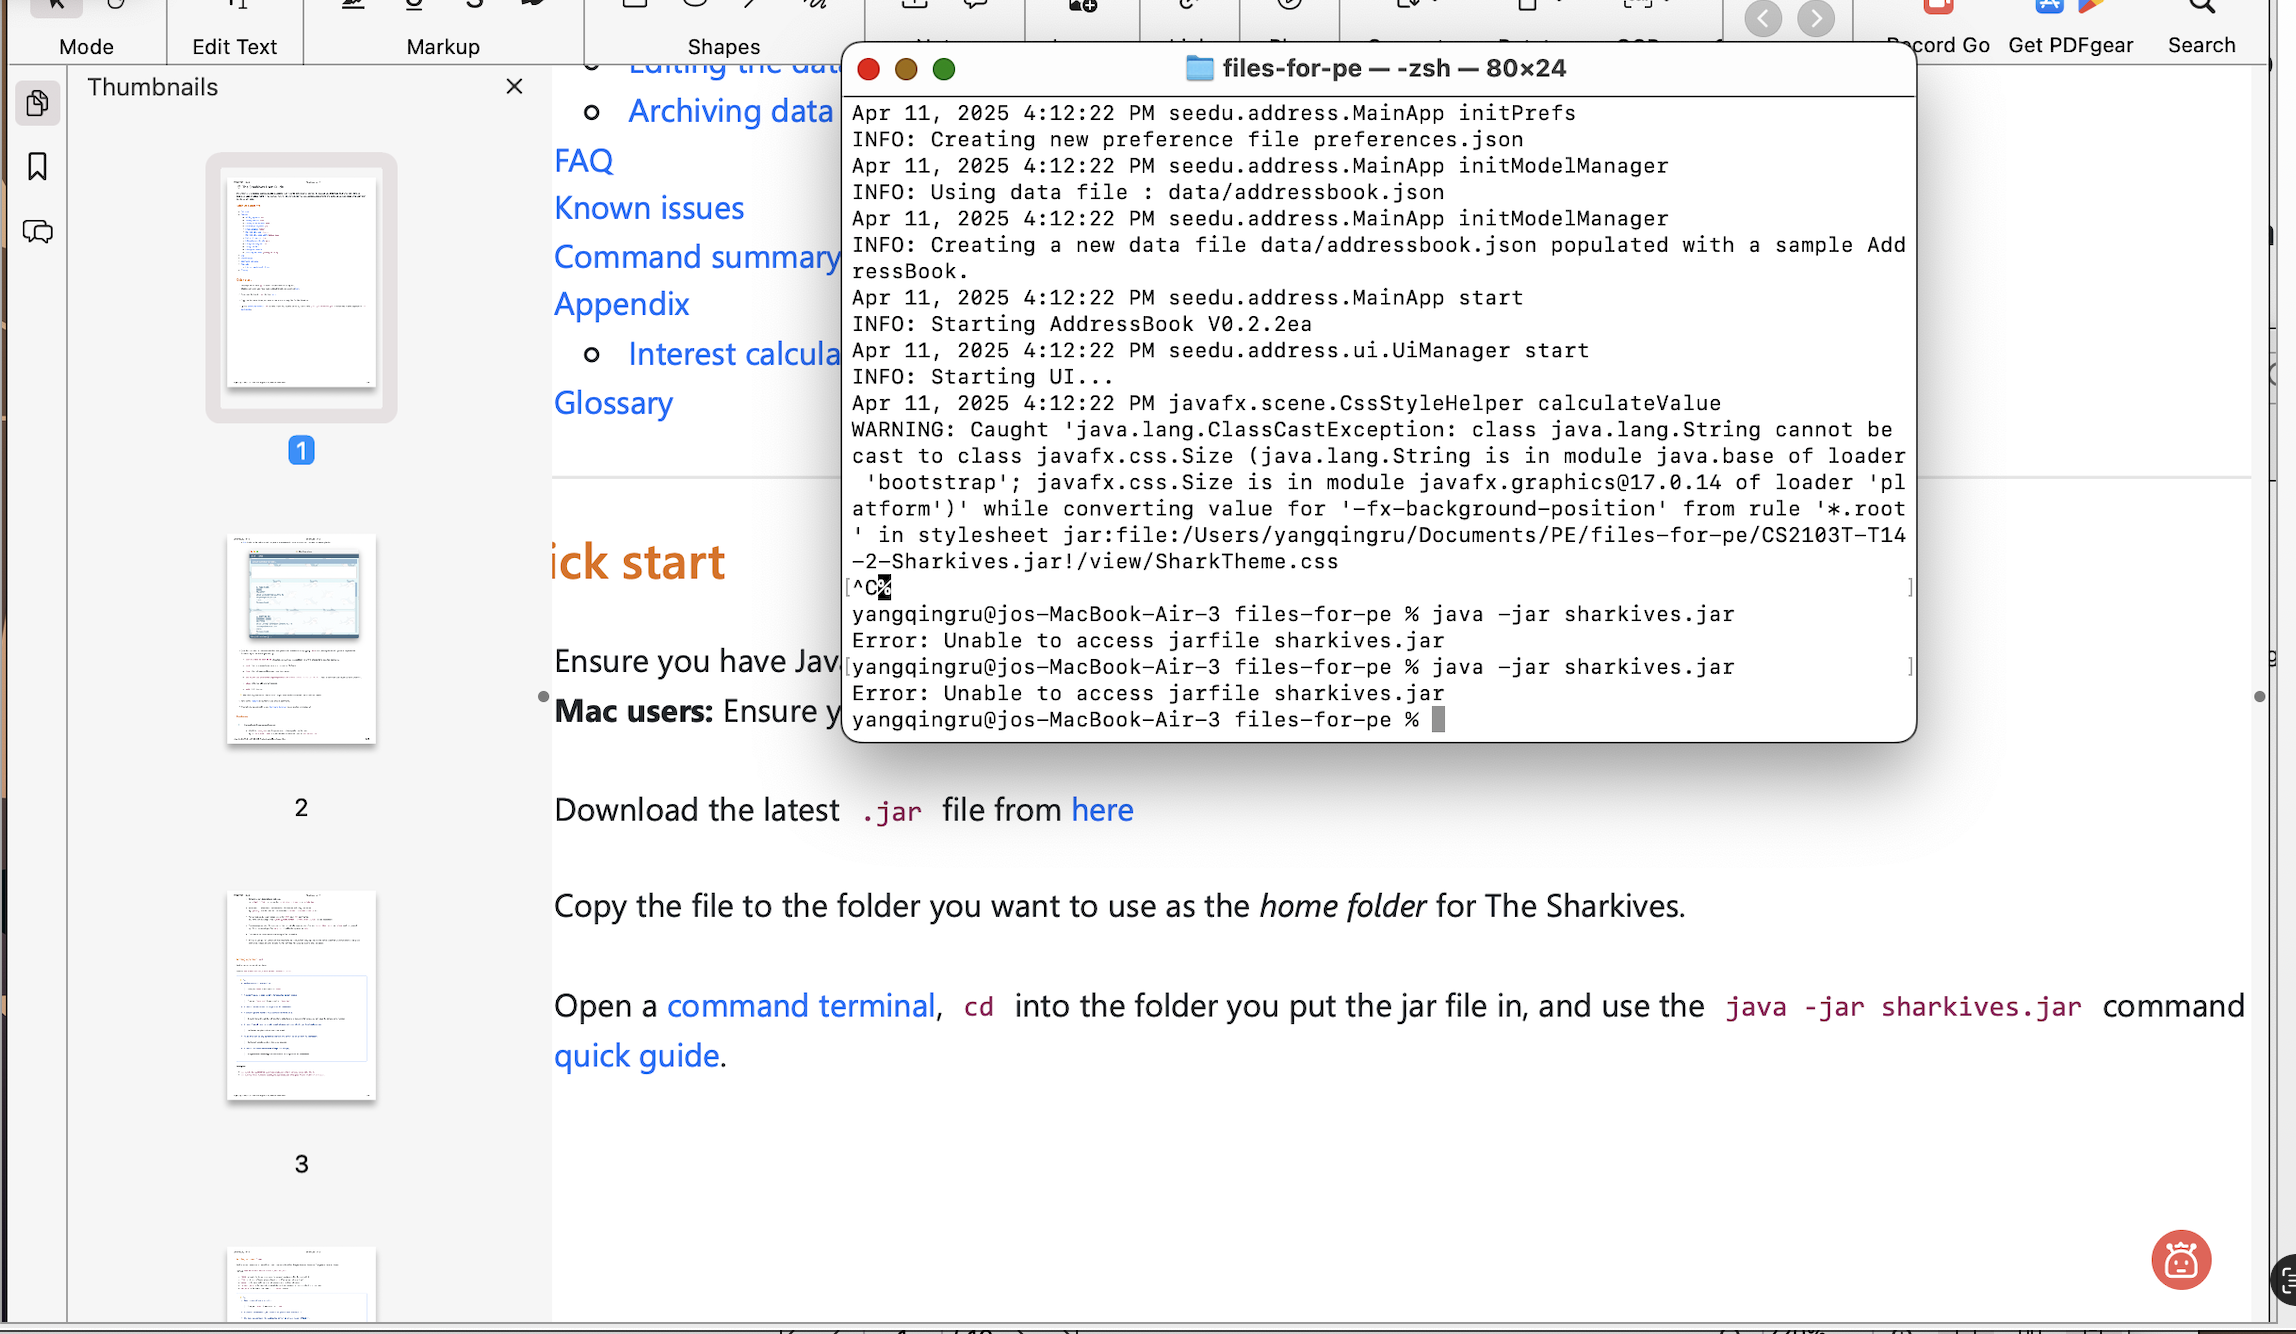 Mode
Edit Text
Markup
Shapes
Record Go
Get PDFgear
Search
Thumbnails
1
2
3
Editing the data
Archiving data
FAQ
Known issues
Command summary
Appendix
Interest calcula
Glossary
ick start
Ensure you have Jav
Mac users: Ensure y
Download the latest .jar file from here
Copy the file to the folder you want to use as the home folder for The Sharkives.
Open a command terminal, cd into the folder you put the jar file in, and use the java -jar sharkives.jar command
quick guide.
files-for-pe — -zsh — 80×24
Apr 11, 2025 4:12:22 PM seedu.address.MainApp initPrefs
INFO: Creating new preference file preferences.json
Apr 11, 2025 4:12:22 PM seedu.address.MainApp initModelManager
INFO: Using data file : data/addressbook.json
Apr 11, 2025 4:12:22 PM seedu.address.MainApp initModelManager
INFO: Creating a new data file data/addressbook.json populated with a sample Add
ressBook.
Apr 11, 2025 4:12:22 PM seedu.address.MainApp start
INFO: Starting AddressBook V0.2.2ea
Apr 11, 2025 4:12:22 PM seedu.address.ui.UiManager start
INFO: Starting UI...
Apr 11, 2025 4:12:22 PM javafx.scene.CssStyleHelper calculateValue
WARNING: Caught 'java.lang.ClassCastException: class java.lang.String cannot be
cast to class javafx.css.Size (java.lang.String is in module java.base of loader
'bootstrap'; javafx.css.Size is in module javafx.graphics@17.0.14 of loader 'pl
atform')' while converting value for '-fx-background-position' from rule '*.root
' in stylesheet jar:file:/Users/yangqingru/Documents/PE/files-for-pe/CS2103T-T14
-2-Sharkives.jar!/view/SharkTheme.css
[^C% ]
yangqingru@jos-MacBook-Air-3 files-for-pe % java -jar sharkives.jar
Error: Unable to access jarfile sharkives.jar
[yangqingru@jos-MacBook-Air-3 files-for-pe % java -jar sharkives.jar ]
Error: Unable to access jarfile sharkives.jar
yangqingru@jos-MacBook-Air-3 files-for-pe %